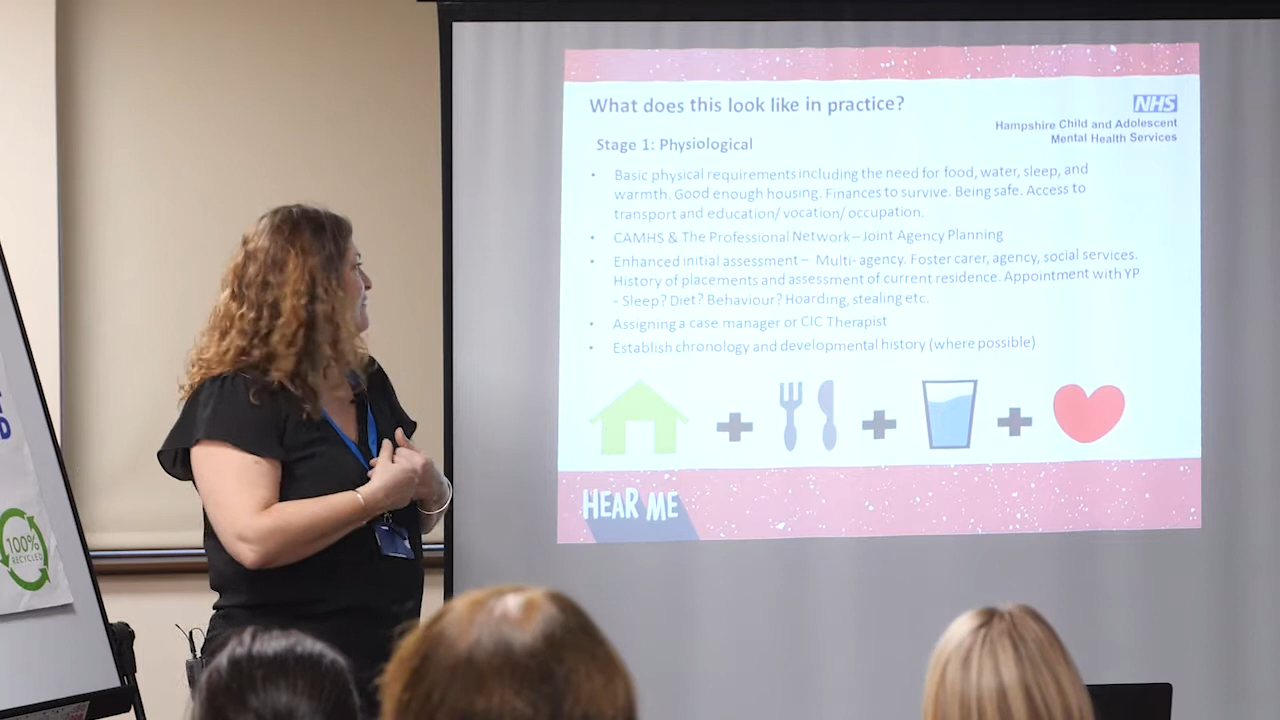 What does this look like in practice?
NHS
Hampshire Child and Adolescent
Mental Health Services
Stage 1: Physiological
• Basic physical requirements including the need for food, water, sleep, and
warmth. Good enough housing. Finances to survive. Being safe. Access to
transport and education/ vocation/ occupation.
• CAMHS & The Professional Network – Joint Agency Planning
• Enhanced initial assessment – Multi- agency. Foster carer, agency, social services.
History of placements and assessment of current residence. Appointment with YP
- Sleep? Diet? Behaviour? Hoarding, stealing etc.
• Assigning a case manager or CIC Therapist
• Establish chronology and developmental history (where possible)
HEAR ME
100%
RECYCLED